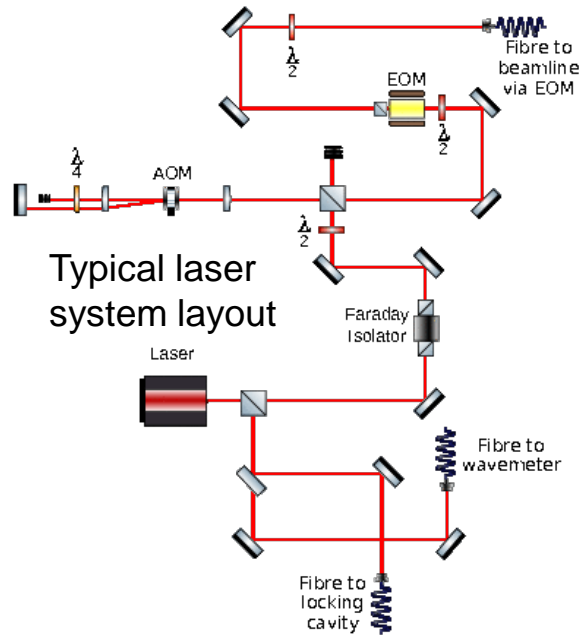 λ
2
Fibre to
beamline
via EOM
EOM
λ
2
λ
4
AOM
λ
2
Typical laser
system layout
Faraday
Isolator
Laser
Fibre to
wavemeter
Fibre to
locking
cavity